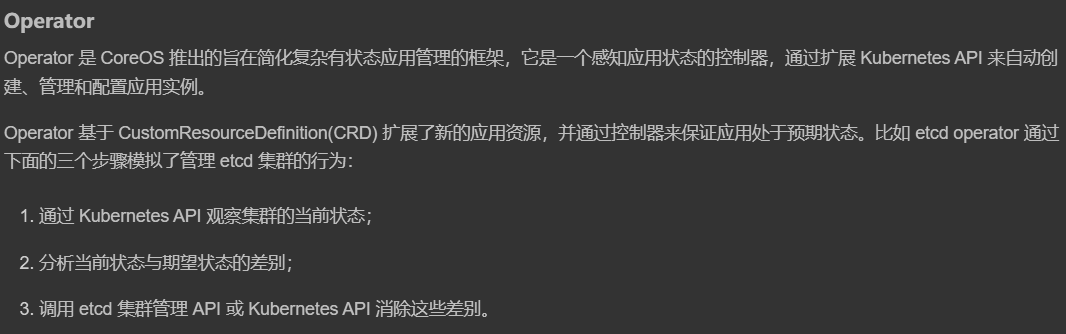 Operator
Operator 是 CoreOS 推出的旨在简化复杂有状态应用管理的框架，它是一个感知应用状态的控制器，通过扩展 Kubernetes API 来自动创
建、管理和配置应用实例。
Operator 基于 CustomResourceDefinition(CRD) 扩展了新的应用资源，并通过控制器来保证应用处于预期状态。比如 etcd operator 通过
下面的三个步骤模拟了管理 etcd 集群的行为：
1. 通过 Kubernetes API 观察集群的当前状态；
2. 分析当前状态与期望状态的差别；
3. 调用 etcd 集群管理 API 或 Kubernetes API 消除这些差别。